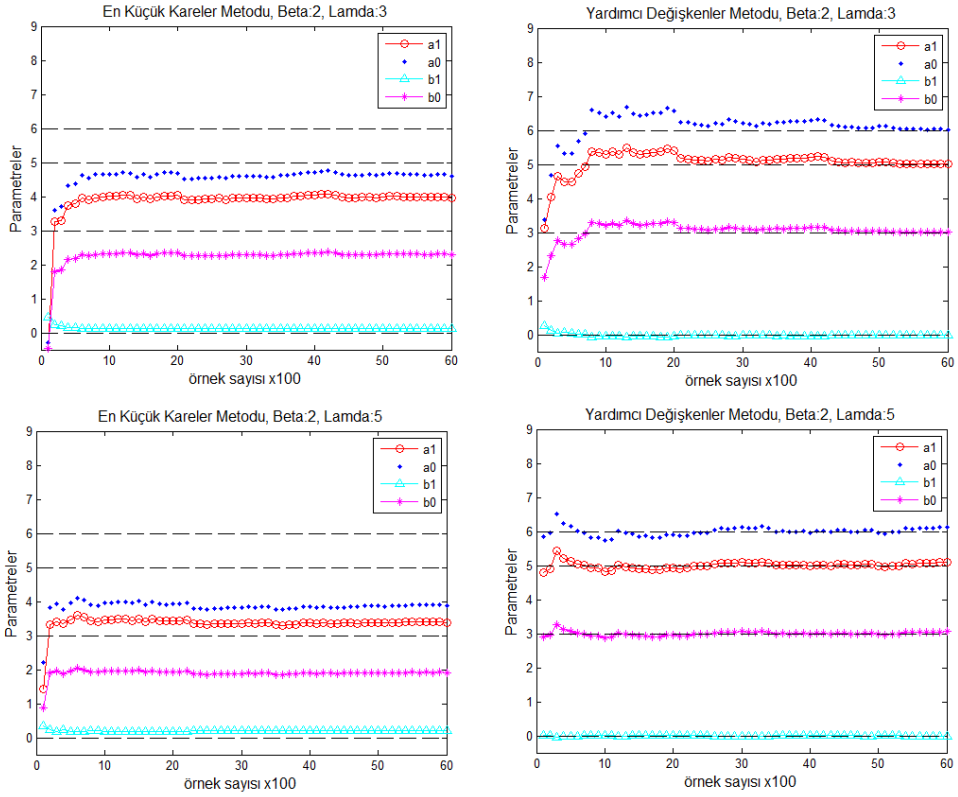 En Küçük Kareler Metodu, Beta:2, Lamda:3
9
8
7
6
5
4
3
2
1
0
Parametreler
a1
a0
b1
b0
0 10 20 30 40 50 60
örnek sayısı x100
Yardımcı Değişkenler Metodu, Beta:2, Lamda:3
9
8
7
6
5
4
3
2
1
0
Parametreler
a1
a0
b1
b0
0 10 20 30 40 50 60
örnek sayısı x100
En Küçük Kareler Metodu, Beta:2, Lamda:5
9
8
7
6
5
4
3
2
1
0
Parametreler
a1
a0
b1
b0
0 10 20 30 40 50 60
örnek sayısı x100
Yardımcı Değişkenler Metodu, Beta:2, Lamda:5
9
8
7
6
5
4
3
2
1
0
Parametreler
a1
a0
b1
b0
0 10 20 30 40 50 60
örnek sayısı x100